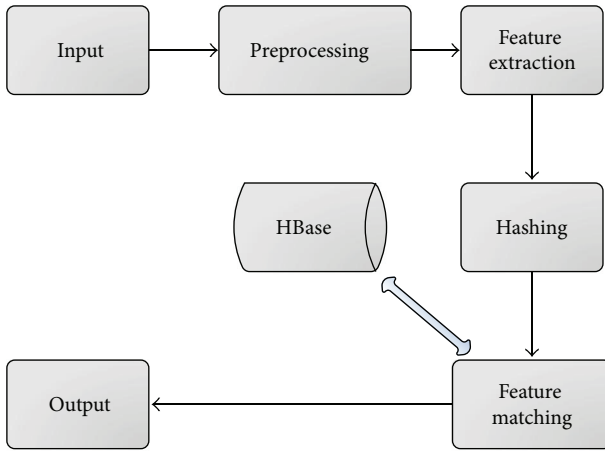 Input
Preprocessing
Feature
extraction
HBase
Hashing
Output
Feature
matching